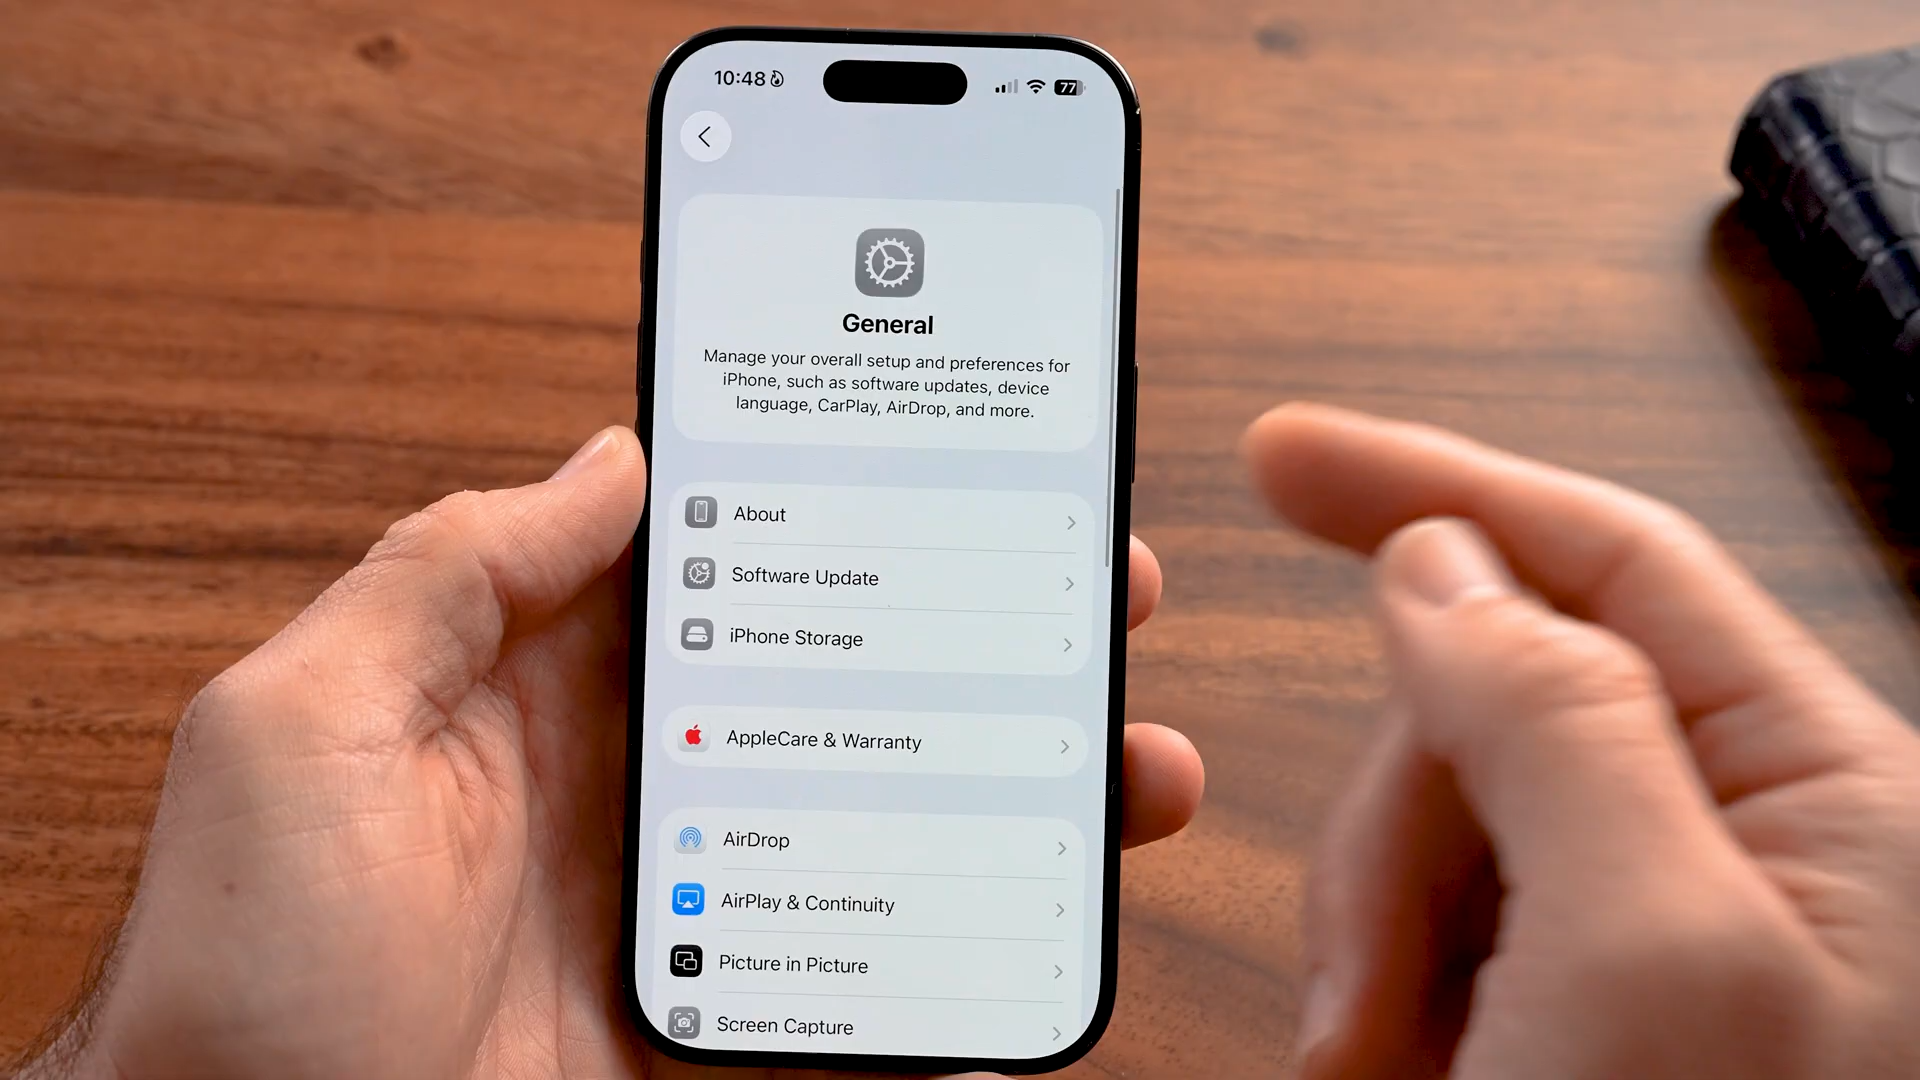 10:48
77
General
Manage your overall setup and preferences for
iPhone, such as software updates, device
language, CarPlay, AirDrop, and more.
About
Software Update
iPhone Storage
AppleCare & Warranty
AirDrop
AirPlay & Continuity
Picture in Picture
Screen Capture